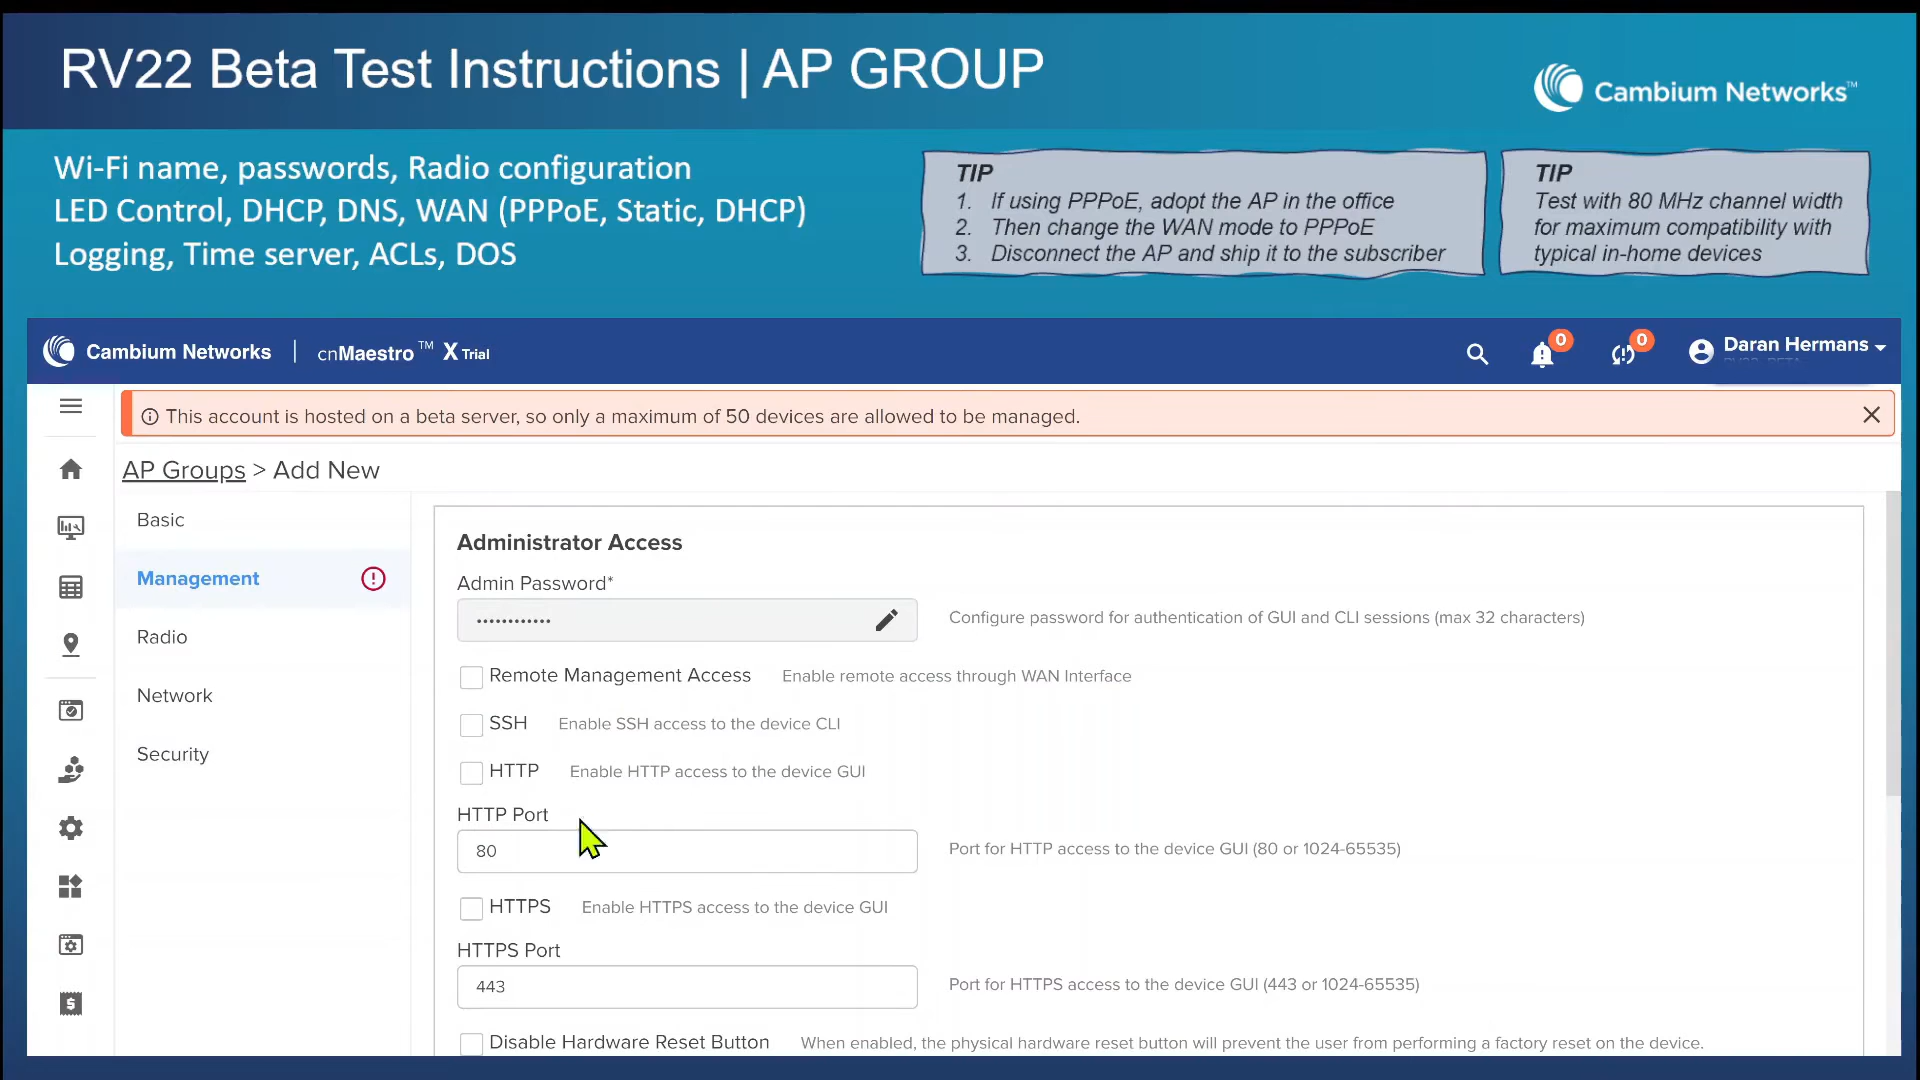 RV22 Beta Test Instructions | AP GROUP
Cambium Networks™
Wi-Fi name, passwords, Radio configuration
LED Control, DHCP, DNS, WAN (PPPoE, Static, DHCP)
Logging, Time server, ACLs, DOS
TIP
1. If using PPPoE, adopt the AP in the office
2. Then change the WAN mode to PPPoE
3. Disconnect the AP and ship it to the subscriber
TIP
Test with 80 MHz channel width
for maximum compatibility with
typical in-home devices
Cambium Networks | cnMaestro™ X Trial
0
0
Daran Hermans
This account is hosted on a beta server, so only a maximum of 50 devices are allowed to be managed.
AP Groups > Add New
Basic
Management
Radio
Network
Security
Administrator Access
Admin Password*
••••••••••••
Configure password for authentication of GUI and CLI sessions (max 32 characters)
Remote Management Access Enable remote access through WAN Interface
SSH Enable SSH access to the device CLI
HTTP Enable HTTP access to the device GUI
HTTP Port
80
Port for HTTP access to the device GUI (80 or 1024-65535)
HTTPS Enable HTTPS access to the device GUI
HTTPS Port
443
Port for HTTPS access to the device GUI (443 or 1024-65535)
Disable Hardware Reset Button When enabled, the physical hardware reset button will prevent the user from performing a factory reset on the device.